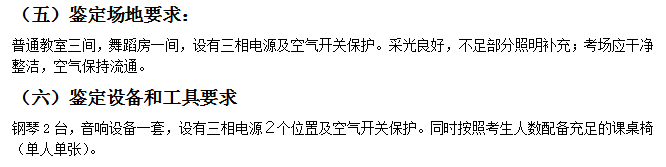 （五）鉴定场地要求：
普通教室三间，舞蹈房一间，设有三相电源及空气开关保护。采光良好，不足部分照明补充；考场应干净
整洁，空气保持流通。
（六）鉴定设备和工具要求
钢琴 2 台，音响设备一套，设有三相电源２个位置及空气开关保护。同时按照考生人数配备充足的课桌椅
（单人单张）。